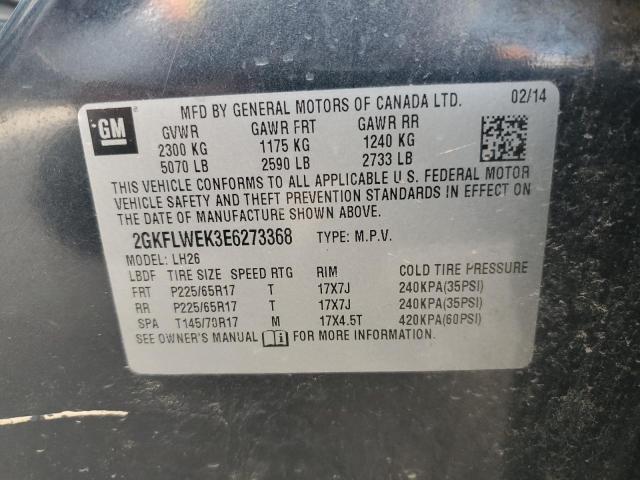 GM
MFD BY GENERAL MOTORS OF CANADA LTD. 02/14
GVWR GAWR FRT GAWR RR
2300 KG 1175 KG 1240 KG
5070 LB 2590 LB 2733 LB
THIS VEHICLE CONFORMS TO ALL APPLICABLE U S. FEDERAL MOTOR
VEHICLE SAFETY AND THEFT PREVENTION STANDARDS IN EFFECT ON
THE DATE OF MANUFACTURE SHOWN ABOVE.
2GKFLWEK3E6273368 TYPE: M.P.V.
MODEL: LH26
LBDF TIRE SIZE SPEED RTG RIM COLD TIRE PRESSURE
FRT P225/65R17 T 17X7J 240KPA(35PSI)
RR P225/65R17 T 17X7J 240KPA(35PSI)
SPA T145/70R17 M 17X4.5T 420KPA(60PSI)
SEE OWNER'S MANUAL FOR MORE INFORMATION.